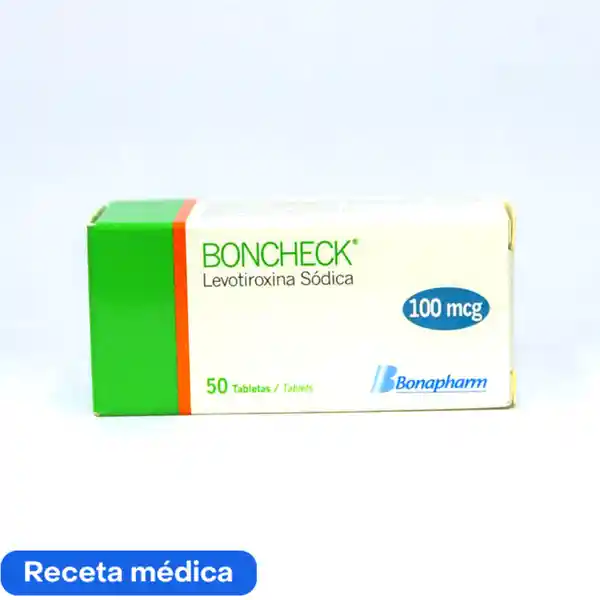 BONCHECK®
Levotiroxina Sódica
100 mcg
50 Tabletas / Tablets
Bonapharm
Receta médica